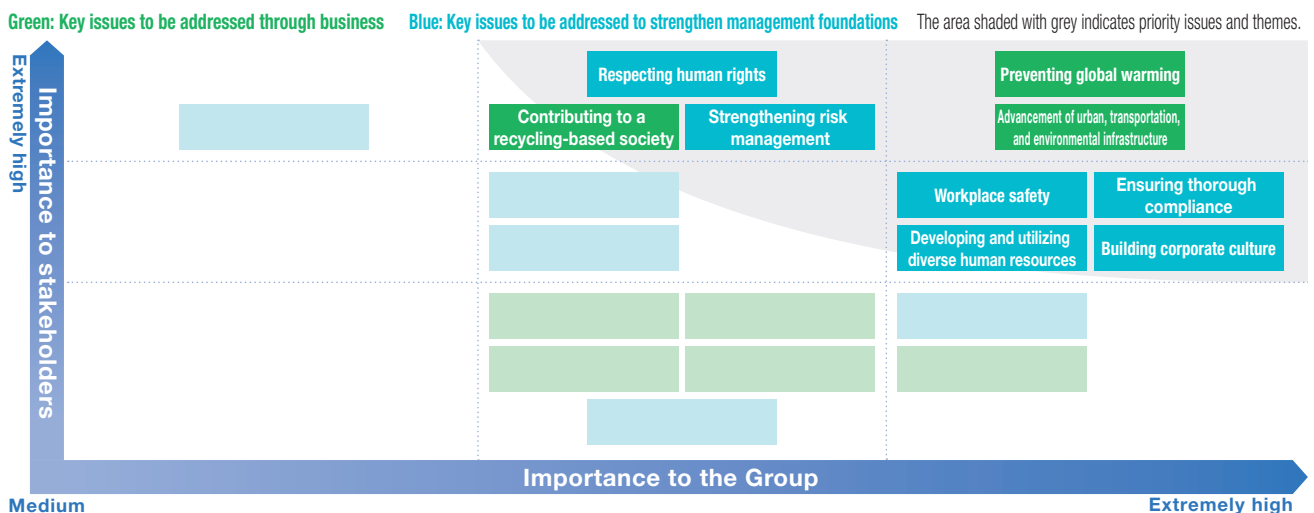 Green: Key issues to be addressed through business Blue: Key issues to be addressed to strengthen management foundations The area shaded with grey indicates priority issues and themes.
Extremely high
Importance to stakeholders
Respecting human rights
Preventing global warming
Contributing to a
recycling-based society
Strengthening risk
management
Advancement of urban, transportation,
and environmental infrastructure
Workplace safety
Ensuring thorough
compliance
Developing and utilizing
diverse human resources
Building corporate culture
Importance to the Group
Medium
Extremely high